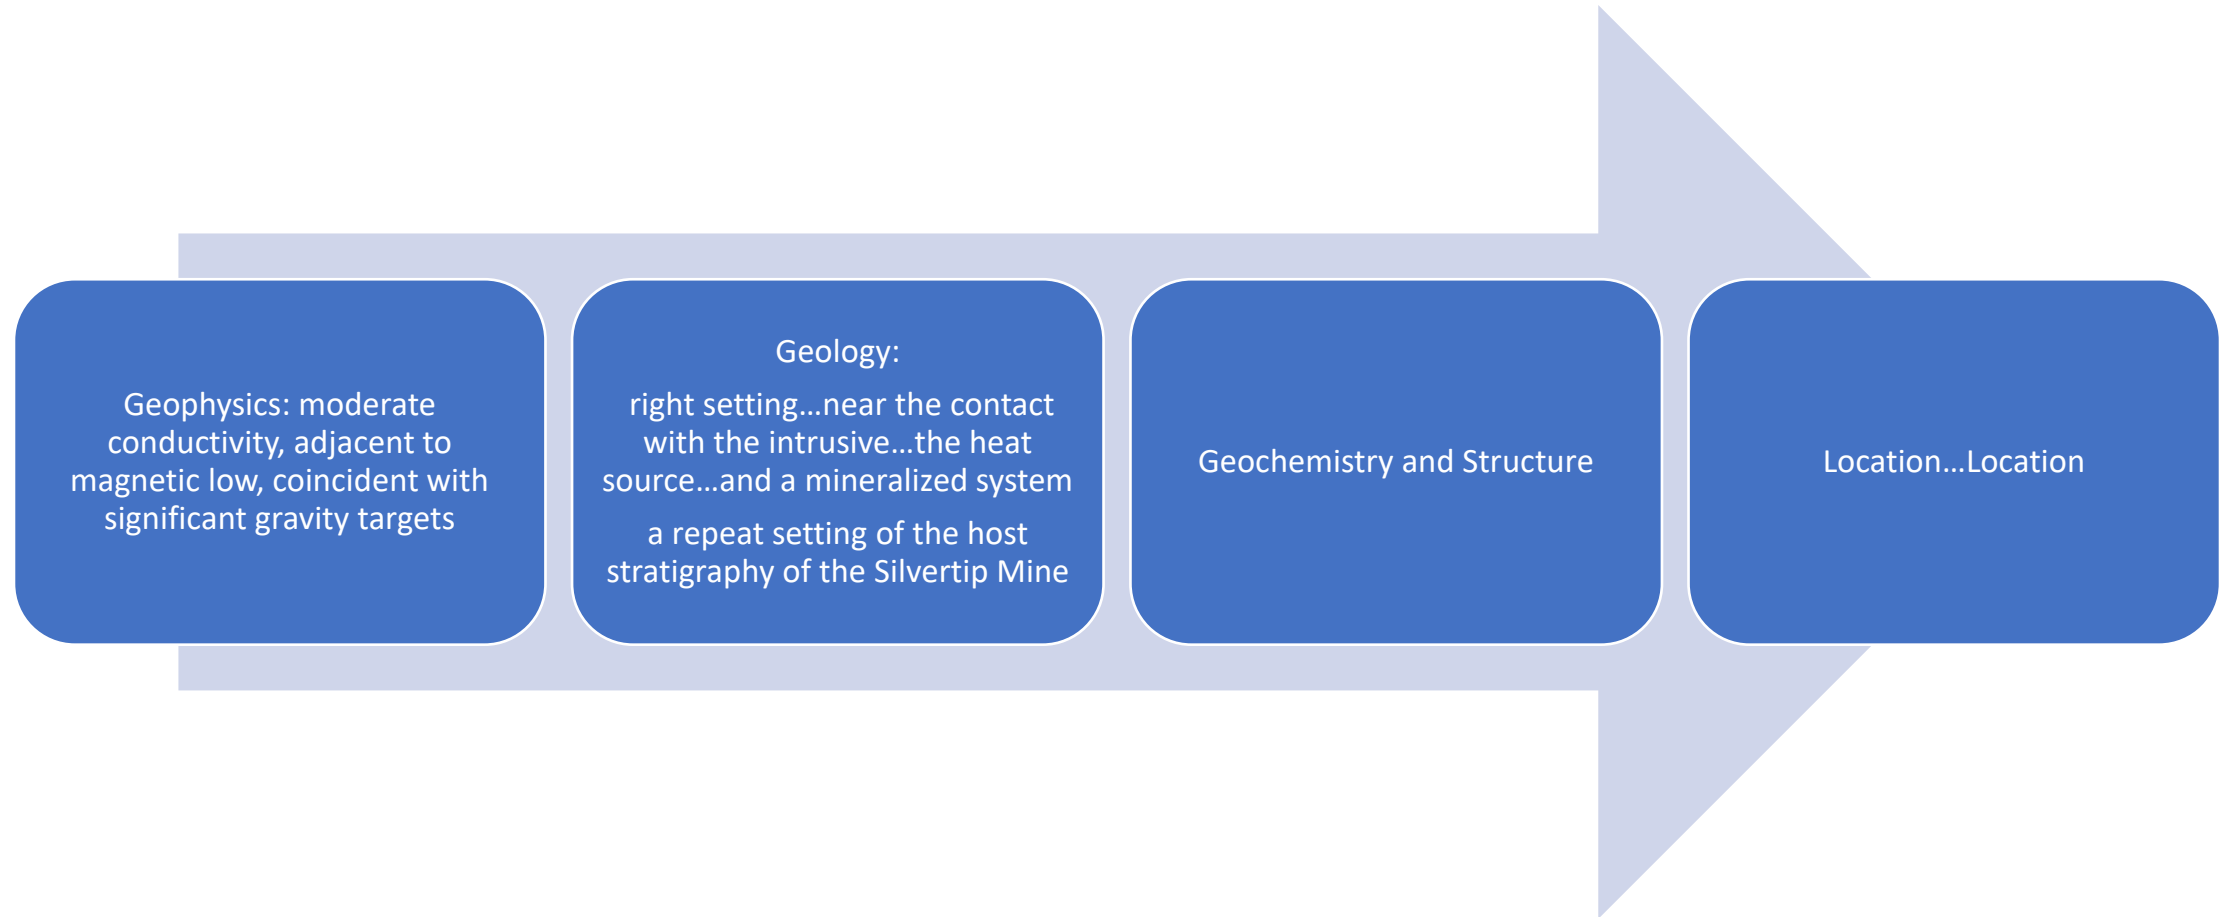 Geophysics: moderate
conductivity, adjacent to
magnetic low, coincident with
significant gravity targets
Geology:
right setting…near the contact
with the intrusive…the heat
source…and a mineralized system
a repeat setting of the host
stratigraphy of the Silvertip Mine
Geochemistry and Structure
Location…Location